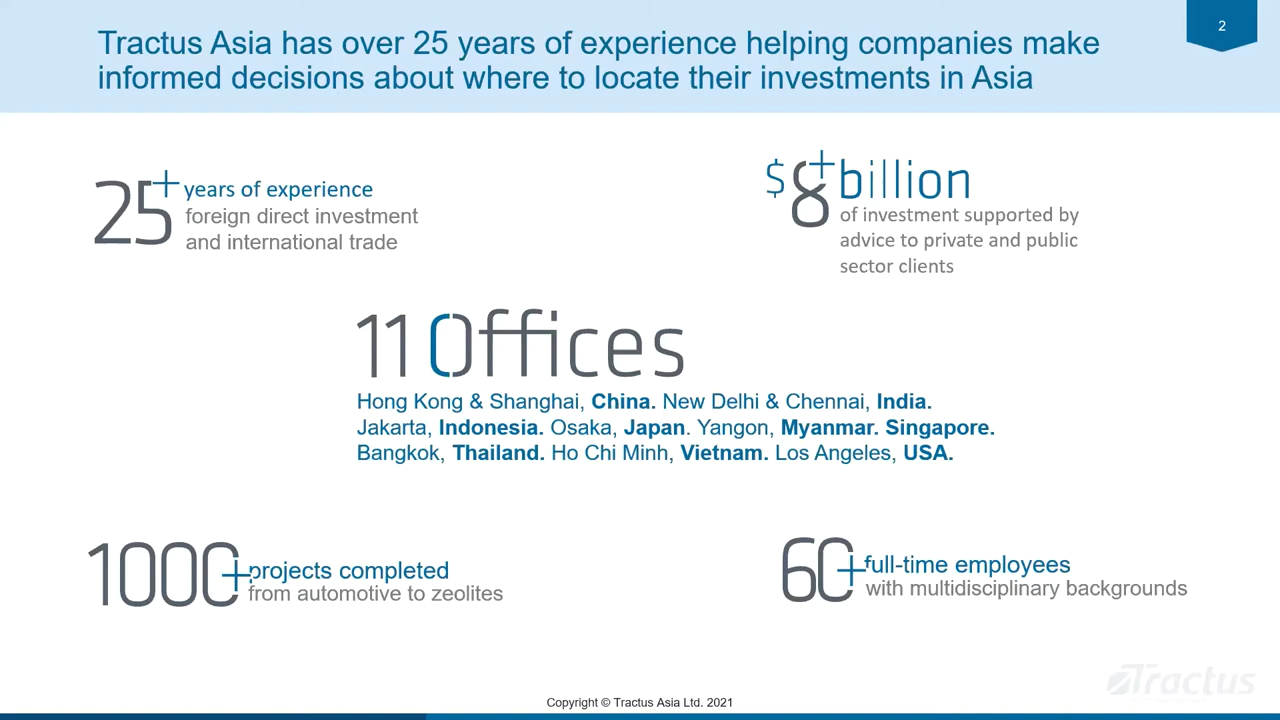 2
Tractus Asia has over 25 years of experience helping companies make
informed decisions about where to locate their investments in Asia
25+ years of experience
foreign direct investment
and international trade
$8+ billion
of investment supported by
advice to private and public
sector clients
11 Offices
Hong Kong & Shanghai, China. New Delhi & Chennai, India.
Jakarta, Indonesia. Osaka, Japan. Yangon, Myanmar. Singapore.
Bangkok, Thailand. Ho Chi Minh, Vietnam. Los Angeles, USA.
1000+ projects completed
from automotive to zeolites
60+ full-time employees
with multidisciplinary backgrounds
Tractus
Copyright © Tractus Asia Ltd. 2021